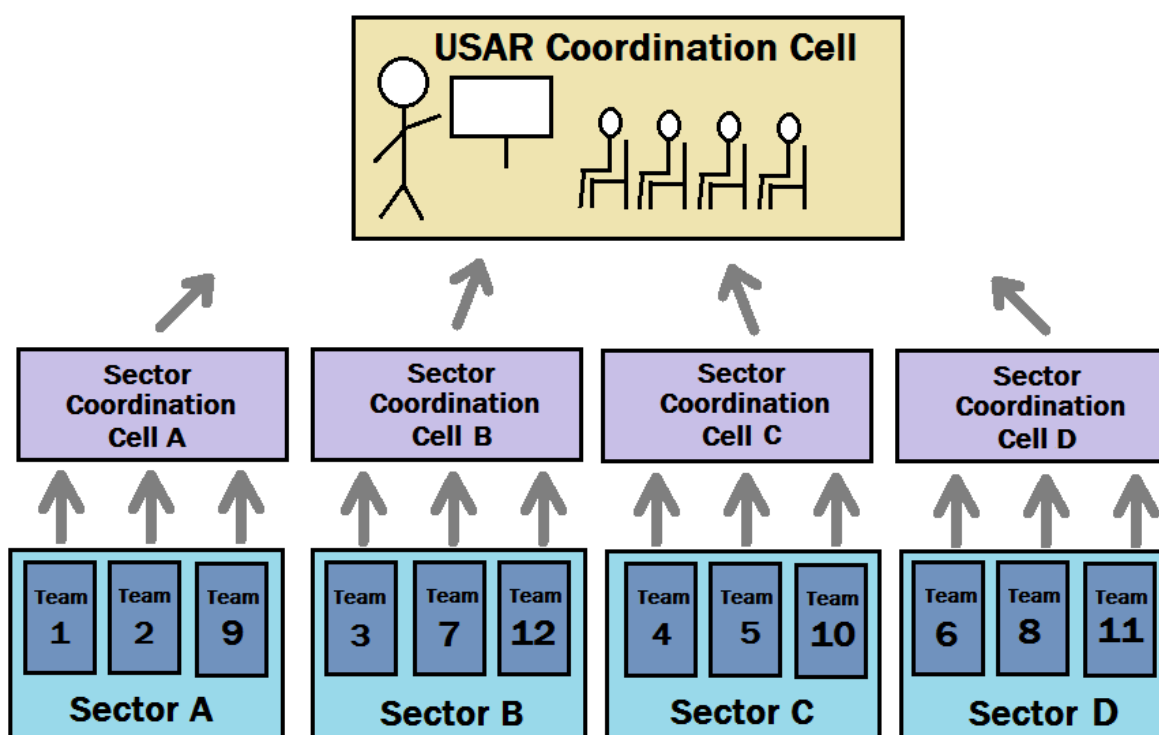 USAR Coordination Cell
Sector
Coordination
Cell A
Sector
Coordination
Cell B
Sector
Coordination
Cell C
Sector
Coordination
Cell D
Team
1
Team
2
Team
9
Sector A
Team
3
Team
7
Team
12
Sector B
Team
4
Team
5
Team
10
Sector C
Team
6
Team
8
Team
11
Sector D